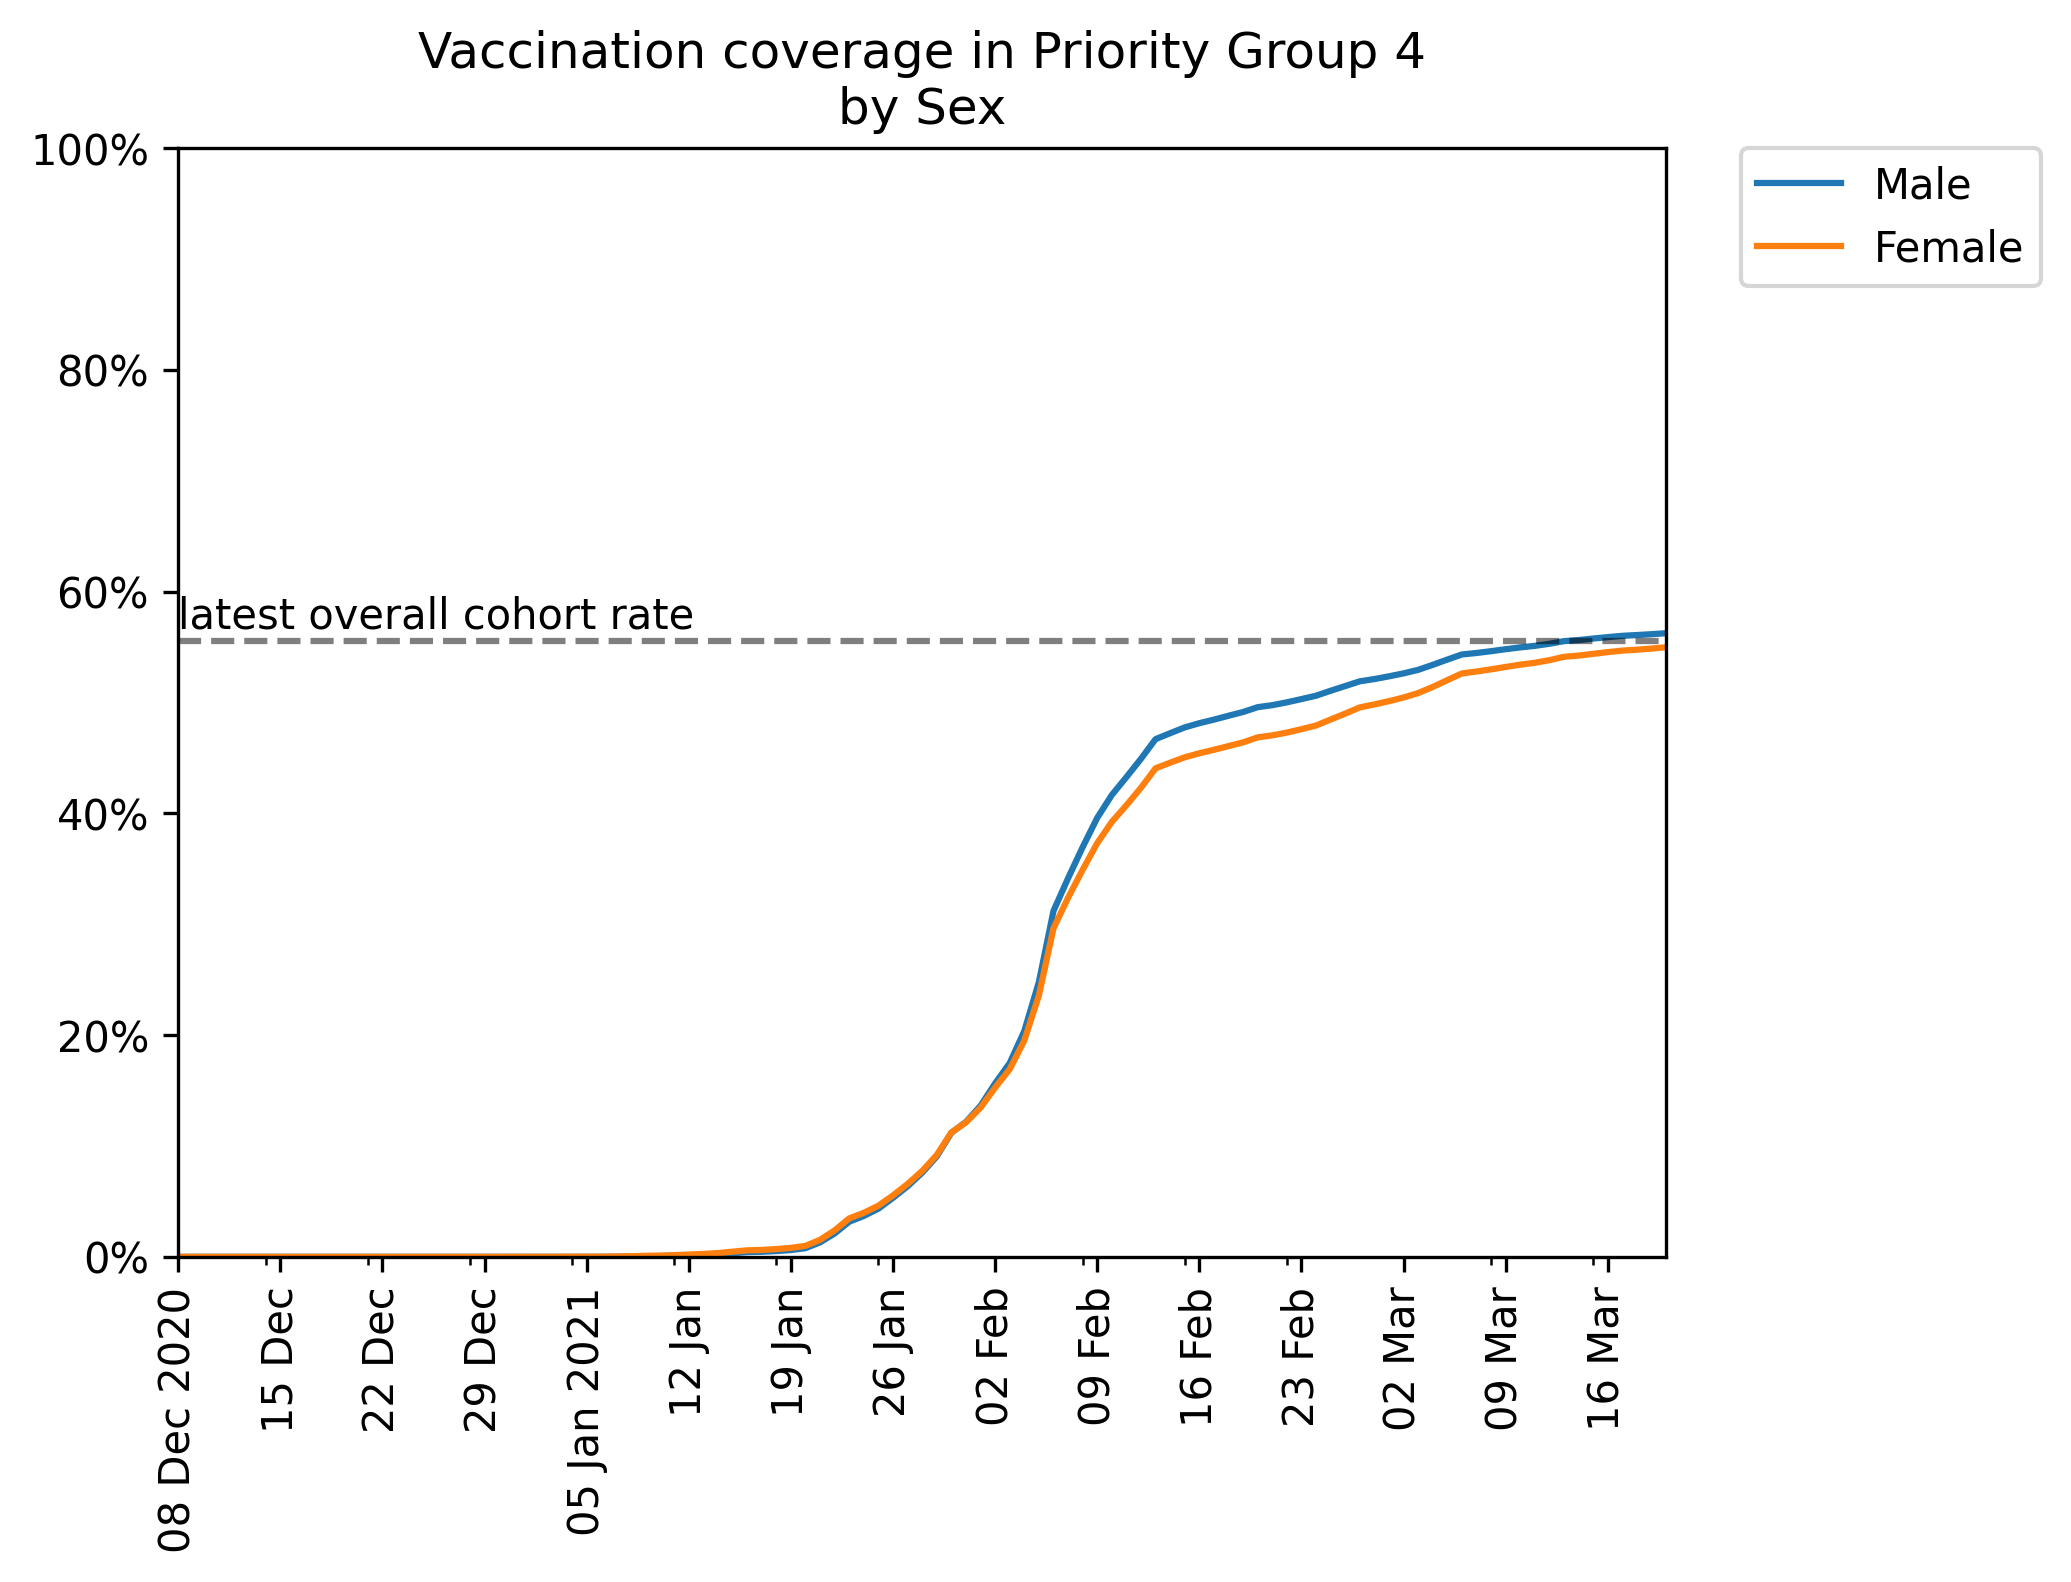 Vaccination coverage in Priority Group 4
by Sex
100%
80%
60%
40%
20%
0%
latest overall cohort rate
Male
Female
08 Dec 2020
15 Dec
22 Dec
29 Dec
05 Jan 2021
12 Jan
19 Jan
26 Jan
02 Feb
09 Feb
16 Feb
23 Feb
02 Mar
09 Mar
16 Mar